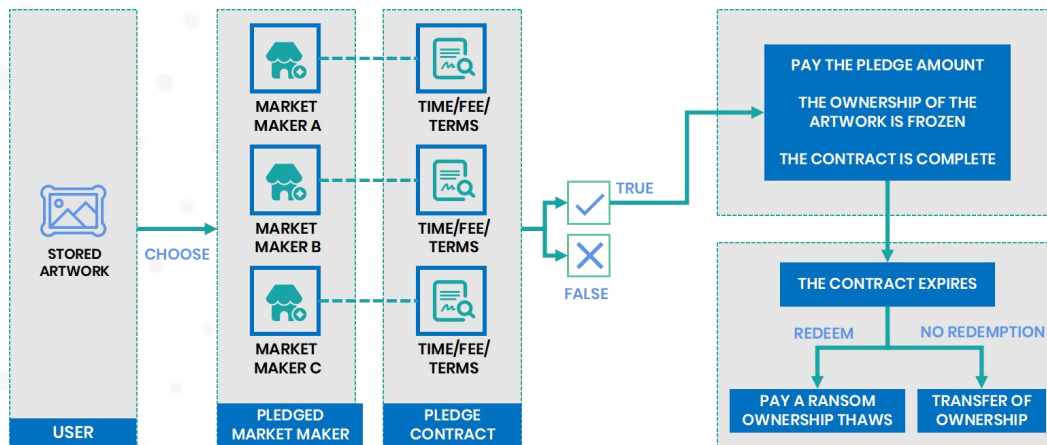 STORED
ARTWORK
USER
CHOOSE
MARKET
MAKER A
MARKET
MAKER B
MARKET
MAKER C
PLEDGED
MARKET MAKER
TIME/FEE/
TERMS
TIME/FEE/
TERMS
TIME/FEE/
TERMS
PLEDGE
CONTRACT
TRUE
FALSE
PAY THE PLEDGE AMOUNT
THE OWNERSHIP OF THE
ARTWORK IS FROZEN
THE CONTRACT IS COMPLETE
THE CONTRACT EXPIRES
REDEEM
NO REDEMPTION
PAY A RANSOM
OWNERSHIP THAWS
TRANSFER OF
OWNERSHIP